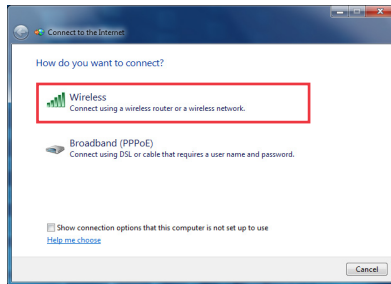 Connect to the Internet
How do you want to connect?
Wireless
Connect using a wireless router or a wireless network.
Broadband (PPPoE)
Connect using DSL or cable that requires a user name and password.
Show connection options that this computer is not set up to use
Help me choose
Cancel